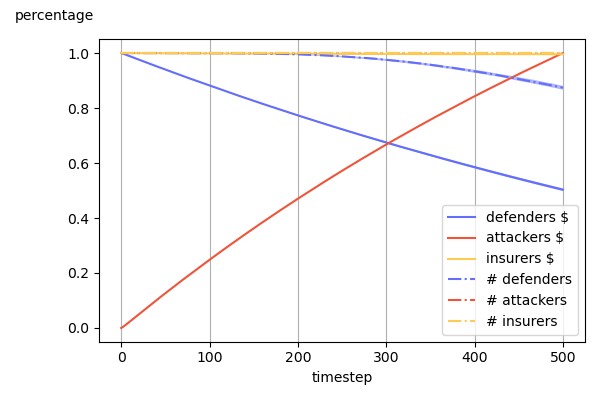 percentage
1.0
0.8
0.6
0.4
0.2
0.0
0 100 200 300 400 500
timestep
defenders $
attackers $
insurers $
# defenders
# attackers
# insurers